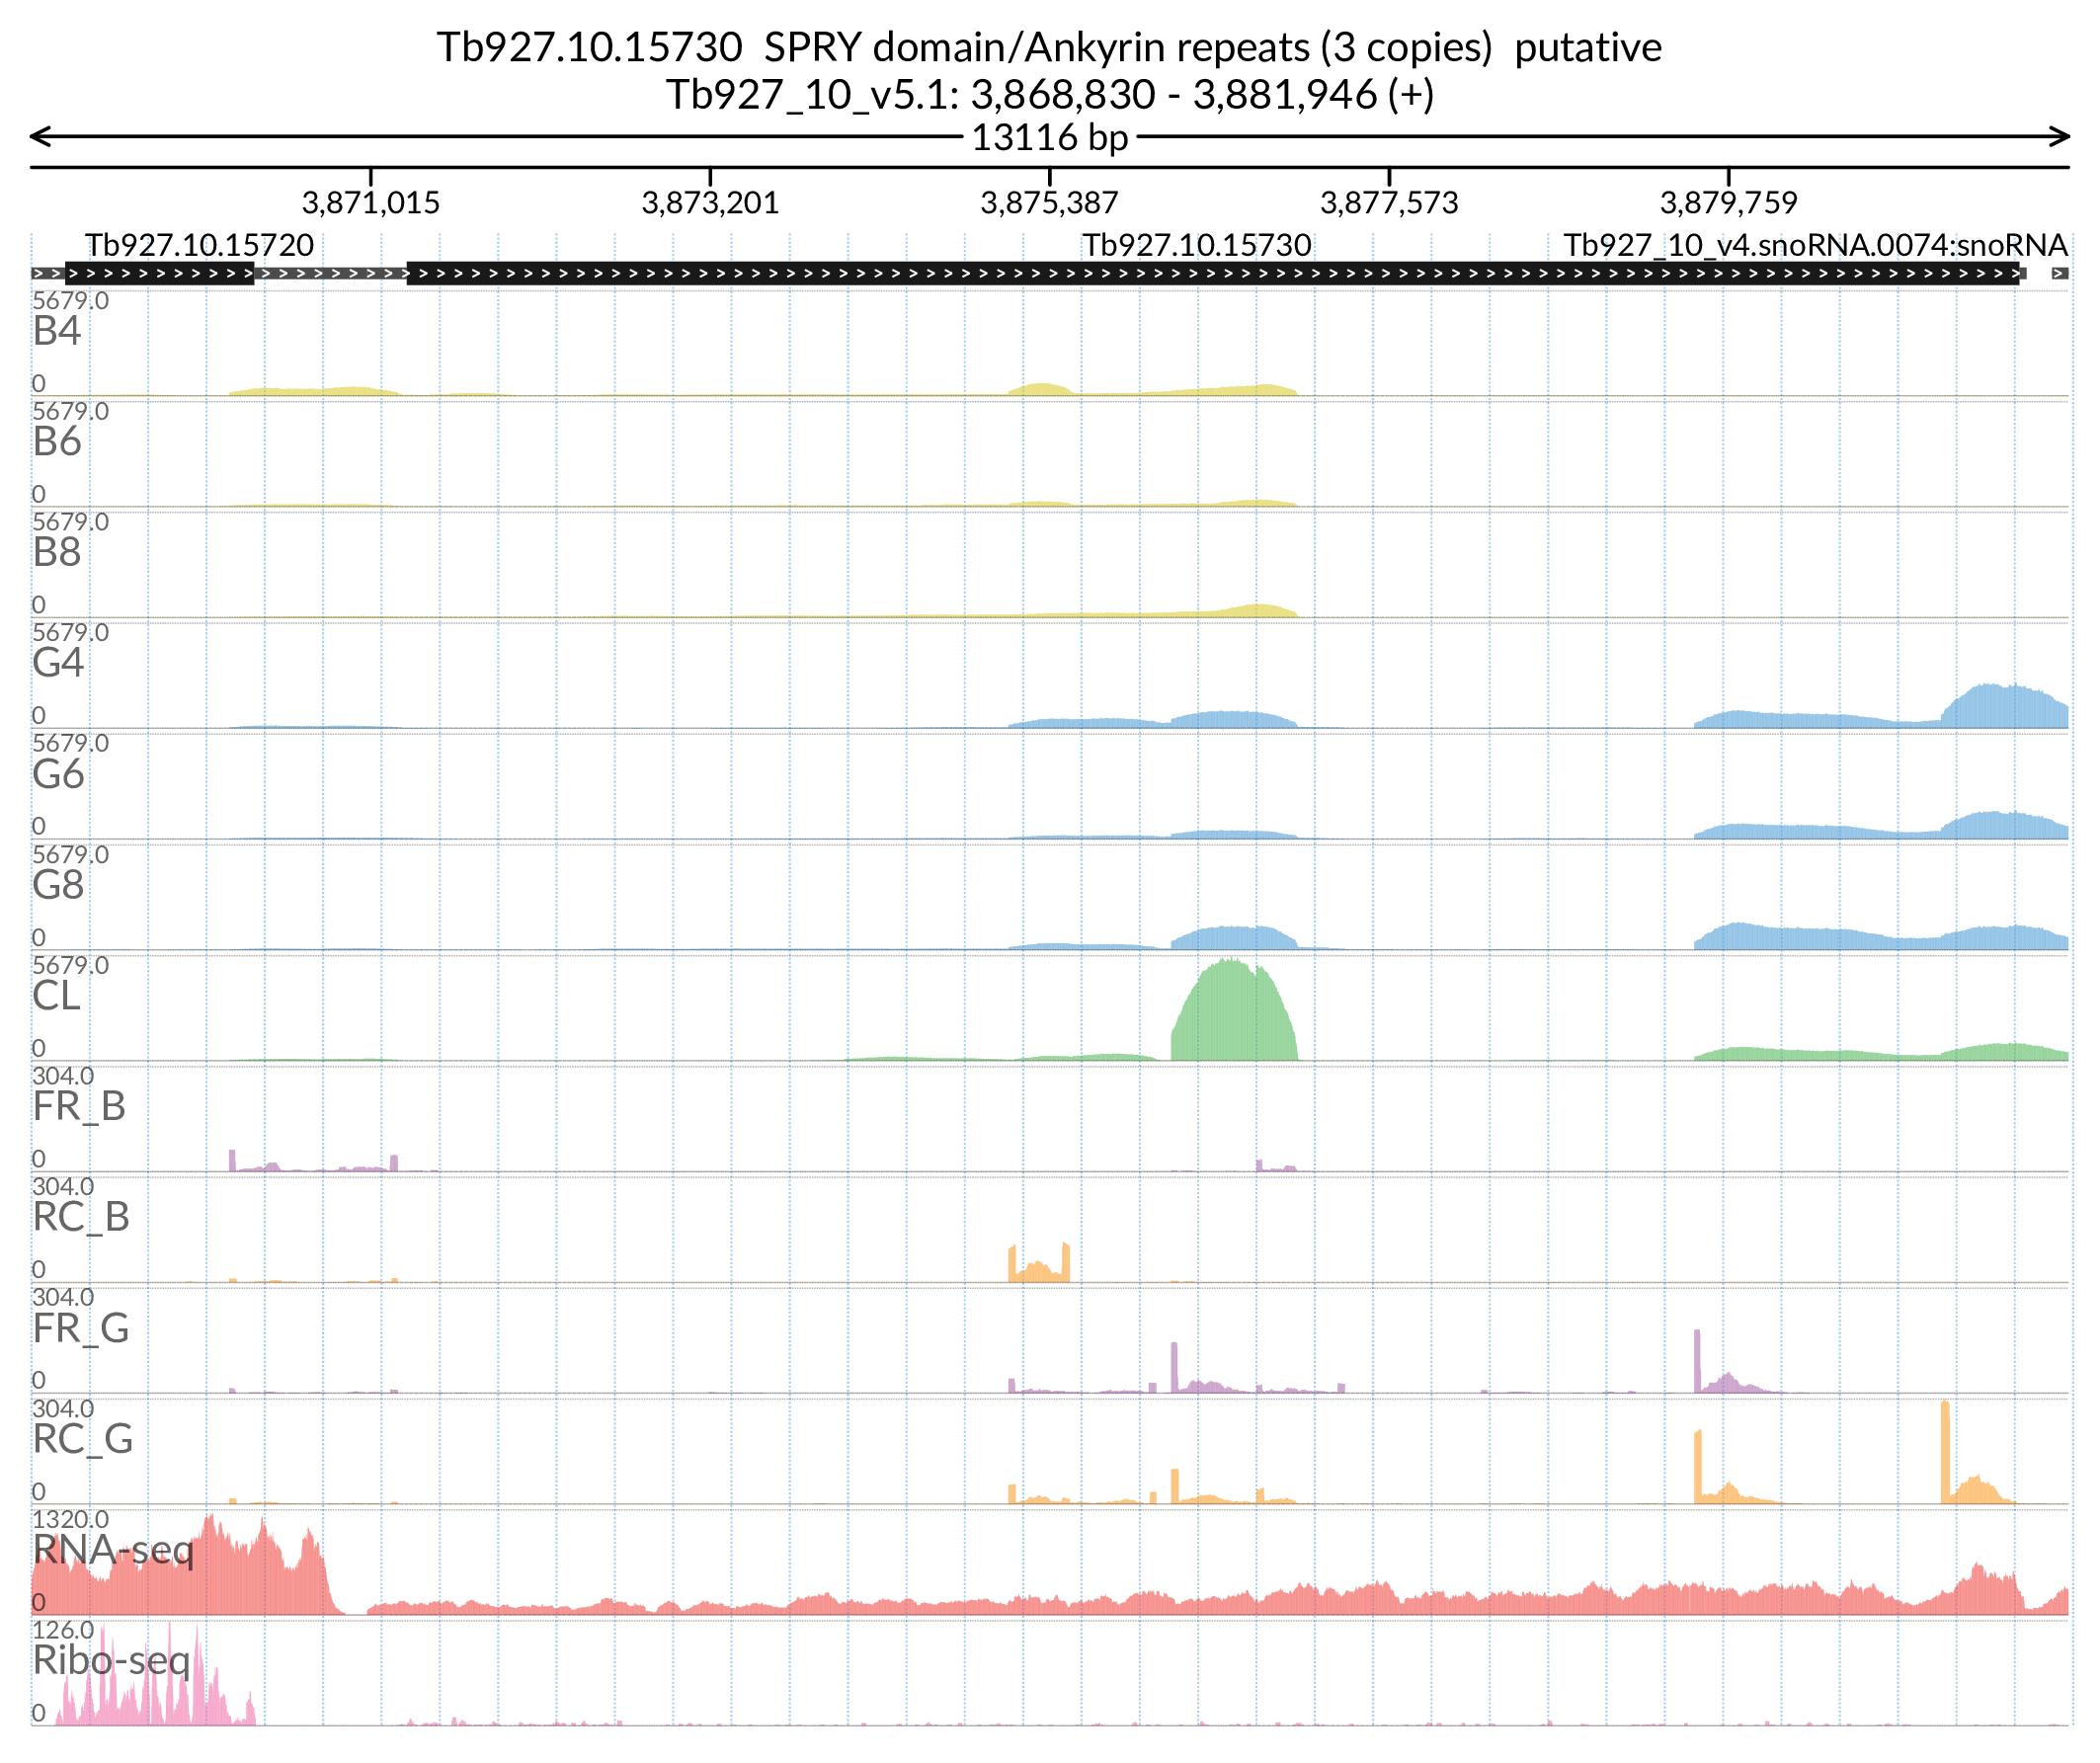 Tb927.10.15730  SPRY domain/Ankyrin repeats (3 copies)  putative
Tb927_10_v5.1: 3,868,830 - 3,881,946 (+)
13116 bp
3,871,015 3,873,201 3,875,387 3,877,573 3,879,759
Tb927.10.15720 Tb927.10.15730 Tb927_10_v4.snoRNA.0074:snoRNA
5679.0
B4
0
5679.0
B6
0
5679.0
B8
0
5679.0
G4
0
5679.0
G6
0
5679.0
G8
0
5679.0
CL
0
304.0
FR_B
0
304.0
RC_B
0
304.0
FR_G
0
304.0
RC_G
0
1320.0
RNA-seq
0
126.0
Ribo-seq
0